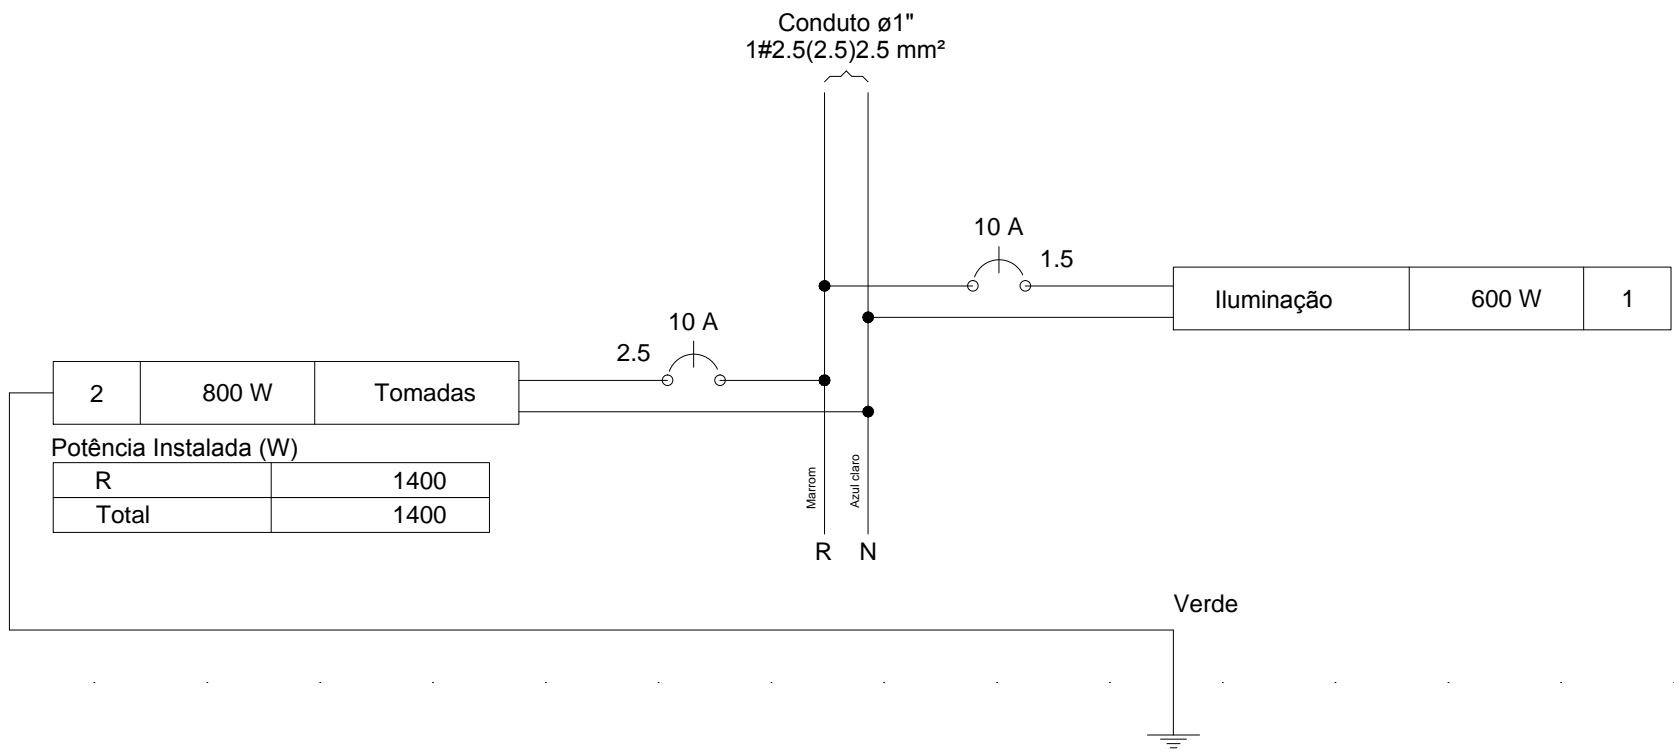 Conduto ø1"
1#2.5(2.5)2.5 mm²
10 A
1.5
Iluminação 600 W 1
10 A
2.5
2 800 W Tomadas
Potência Instalada (W)
R 1400
Total 1400
Marrom
Azul claro
R N
Verde